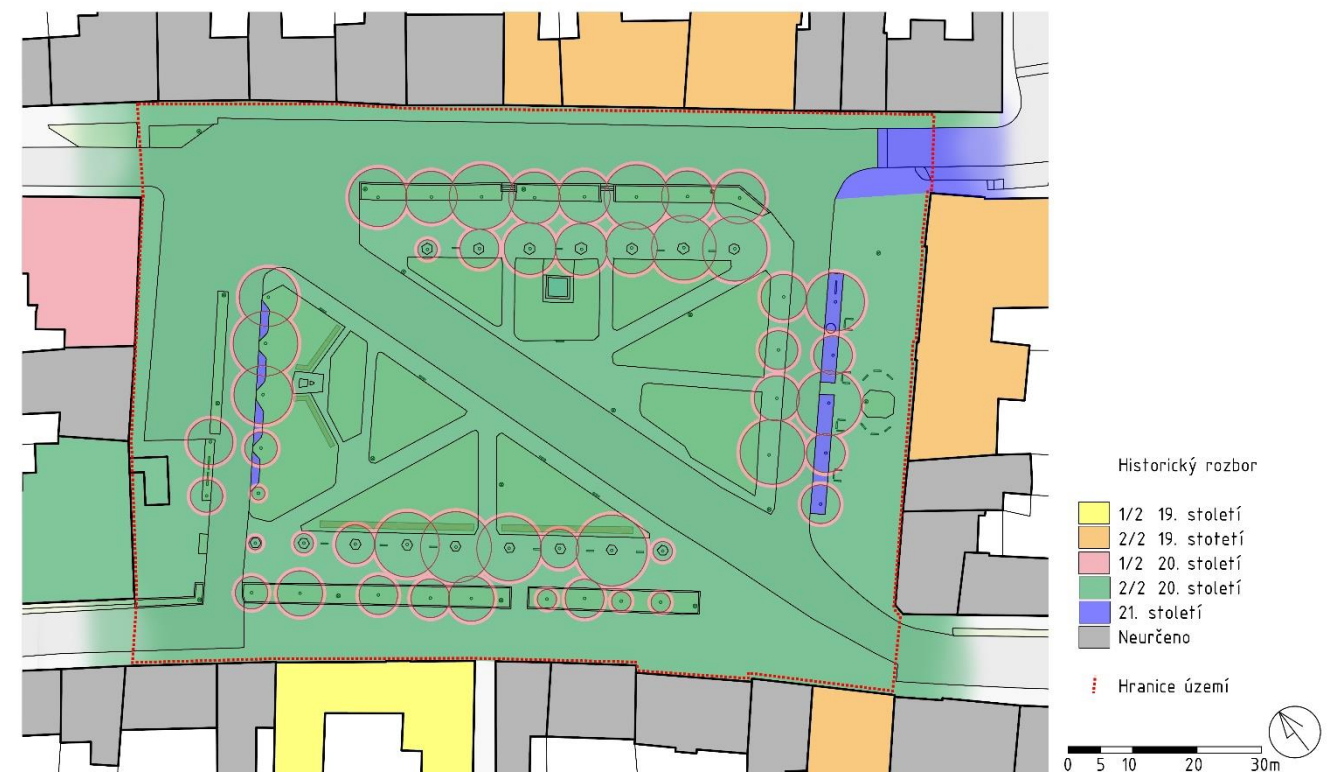 Historický rozbor
1/2 19. století
2/2 19. stotetí
1/2 20. století
2/2 20. století
21. století
Neurčeno
Hranice území
0 5 10 20 30m